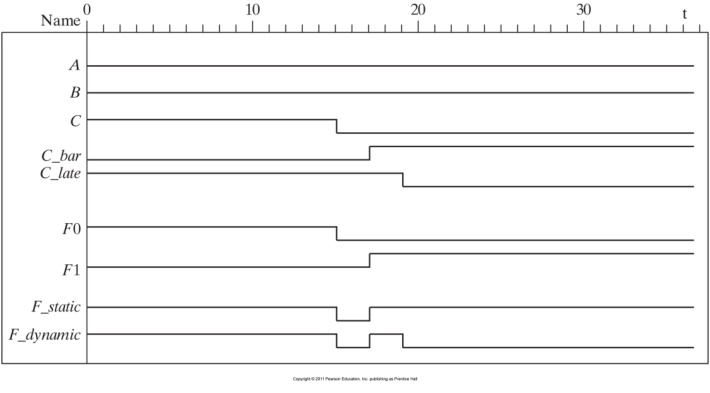 0 10 20 30 t
Name
A
B
C
C_bar
C_late
F0
F1
F_static
F_dynamic
Copyright © 2011 Pearson Education, Inc. publishing as Prentice Hall